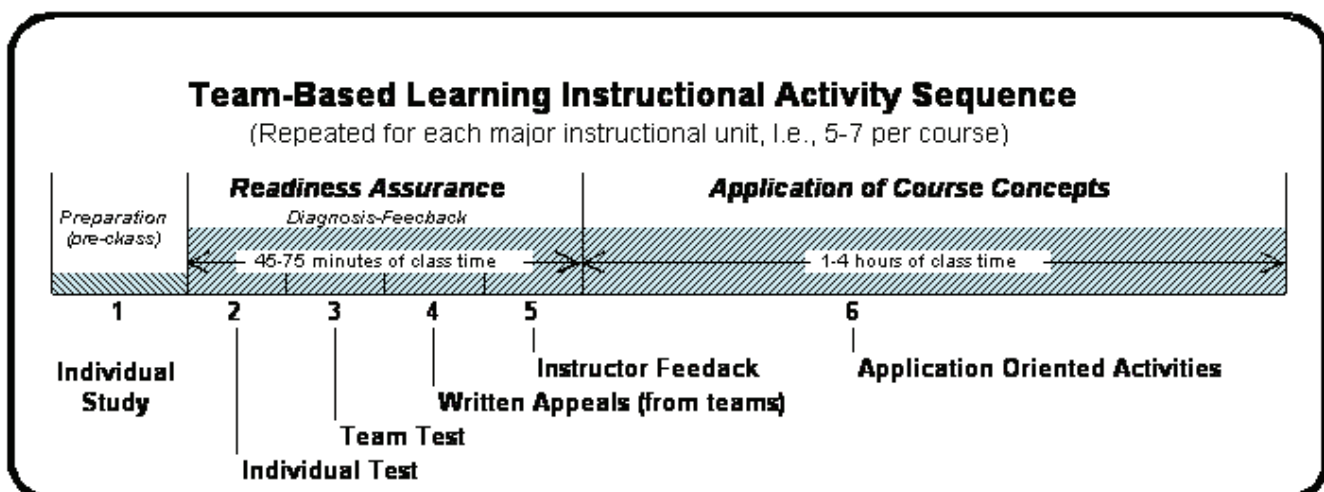 Team-Based Learning Instructional Activity Sequence
(Repeated for each major instructional unit, I.e., 5-7 per course)
Preparation
(pre-ckass)
Readiness Assurance
Diagnosis-Feecback
45-75 minutes of class time
Application of Course Concepts
1-4 hours of class time
1
2
3
4
5
6
Individual
Study
Instructor Feedack
Application Oriented Activities
Written Appeals (from teams)
Team Test
Individual Test